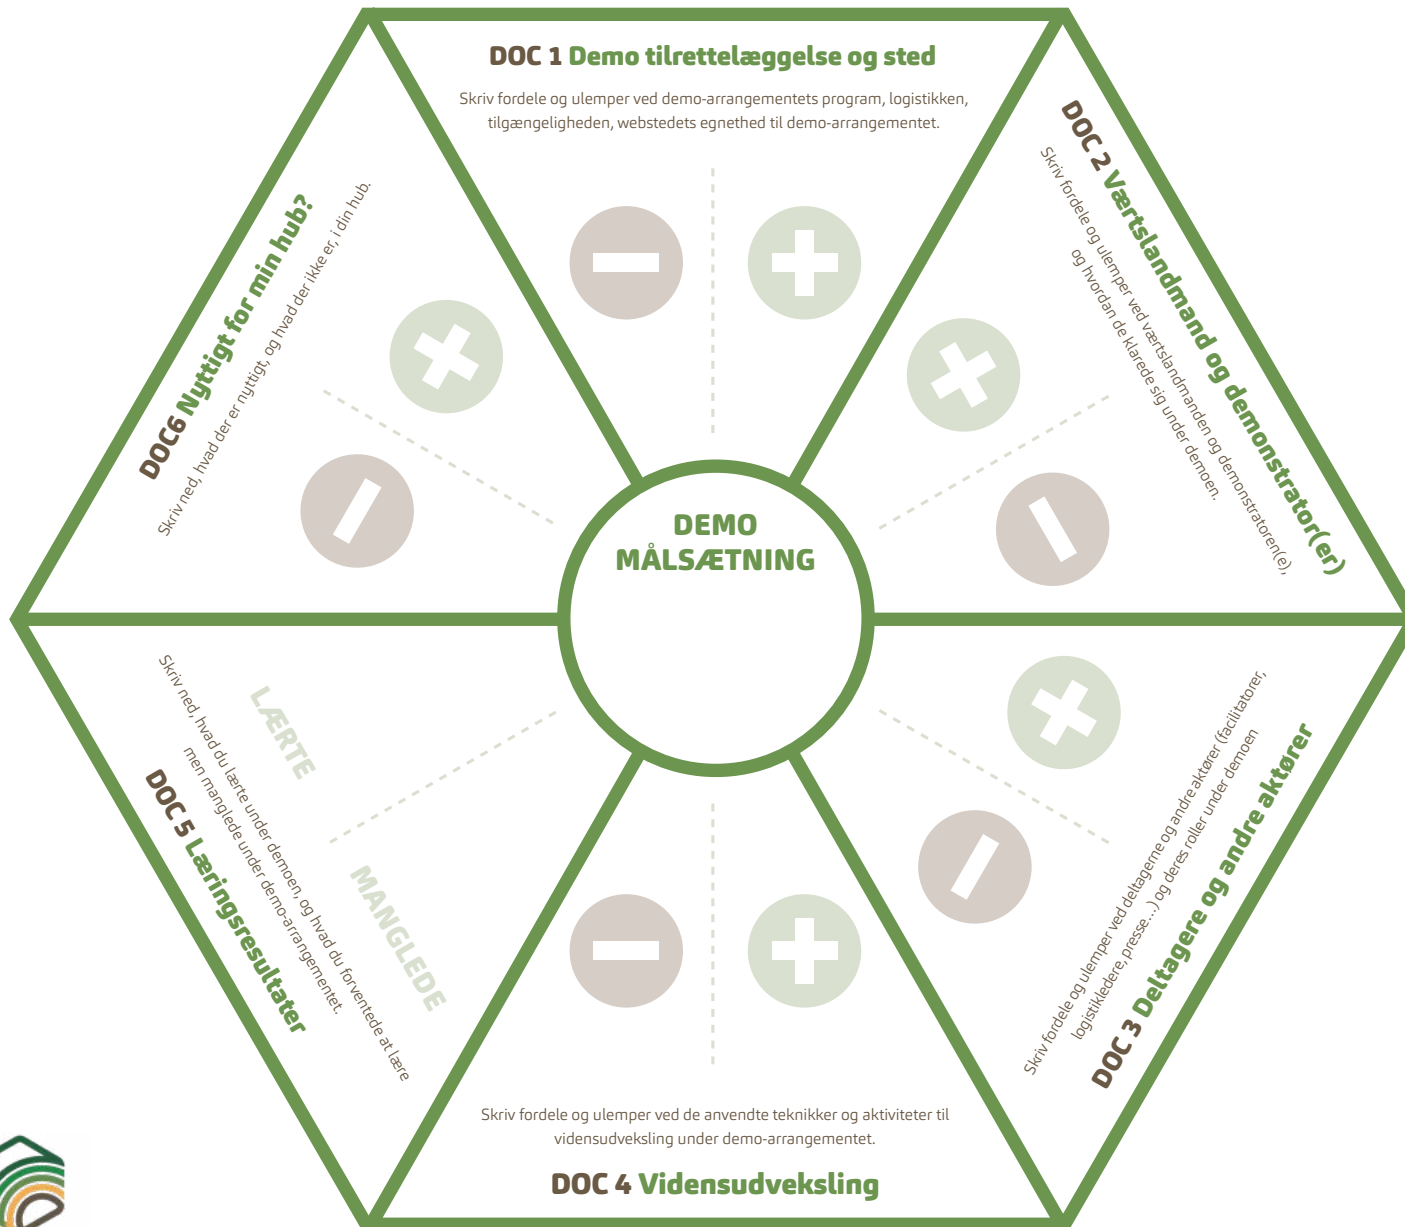 DOC 1 Demo tilrettelæggelse og sted
Skriv fordele og ulemper ved demo-arrangementets program, logistikken,
tilgængeligheden, webstedets egnethed til demo-arrangementet.
DOC 2 Værtslandmand og demonstrator(er)
Skriv fordele og ulemper ved værtslandmanden og demonstratoren(e),
og hvordan de klarede sig under demoen.
Skriv fordele og ulemper ved deltagerne og andre aktører (facilitatorer,
logistikledere, presse...) og deres roller under demoen
DOC 3 Deltagere og andre aktører
Skriv fordele og ulemper ved de anvendte teknikker og aktiviteter til
vidensudveksling under demo-arrangementet.
DOC 4 Vidensudveksling
LÆRTE
MANGLEDE
Skriv ned, hvad du lærte under demoen, og hvad du forventede at lære
men manglede under demo-arrangementet.
DOC 5 Læringsresultater
DOC6 Nyttigt for min hub?
Skriv ned, hvad der er nyttigt, og hvad der ikke er, i din hub.
DEMO
MÅLSÆTNING